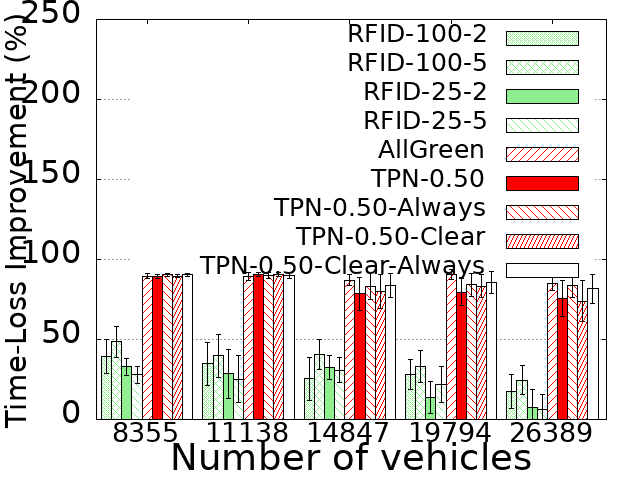 Time-Loss Improvement (%)
250
200
150
100
50
0
RFID-100-2
RFID-100-5
RFID-25-2
RFID-25-5
AllGreen
TPN-0.50
TPN-0.50-Always
TPN-0.50-Clear
TPN-0.50-Clear-Always
8355 11138 14847 19794 26389
Number of vehicles